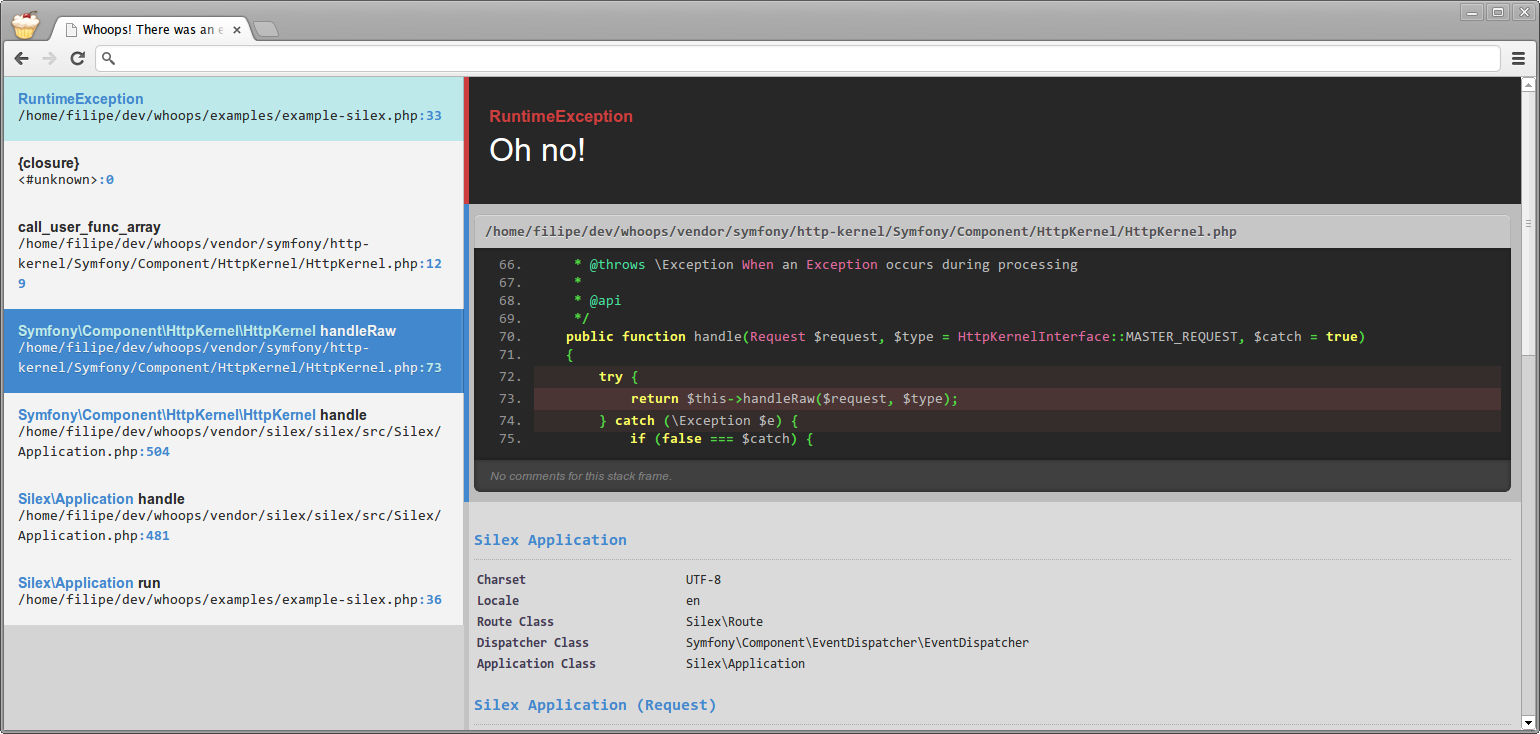 Whoops! There was an e
RuntimeException
/home/filipe/dev/whoops/examples/example-silex.php:33
{closure}
<#unknown>:0
call_user_func_array
/home/filipe/dev/whoops/vendor/symfony/http-
kernel/Symfony/Component/HttpKernel/HttpKernel.php:12
9
Symfony\Component\HttpKernel\HttpKernel handleRaw
/home/filipe/dev/whoops/vendor/symfony/http-
kernel/Symfony/Component/HttpKernel/HttpKernel.php:73
Symfony\Component\HttpKernel\HttpKernel handle
/home/filipe/dev/whoops/vendor/silex/silex/src/Silex/
Application.php:504
Silex\Application handle
/home/filipe/dev/whoops/vendor/silex/silex/src/Silex/
Application.php:481
Silex\Application run
/home/filipe/dev/whoops/examples/example-silex.php:36
RuntimeException
Oh no!
/home/filipe/dev/whoops/vendor/symfony/http-kernel/Symfony/Component/HttpKernel/HttpKernel.php
66. * @throws \Exception When an Exception occurs during processing
67. *
68. * @api
69. */
70. public function handle(Request $request, $type = HttpKernelInterface::MASTER_REQUEST, $catch = true)
71. {
72. try {
73. return $this->handleRaw($request, $type);
74. } catch (\Exception $e) {
75. if (false === $catch) {
No comments for this stack frame.
Silex Application
Charset UTF-8
Locale en
Route Class Silex\Route
Dispatcher Class Symfony\Component\EventDispatcher\EventDispatcher
Application Class Silex\Application
Silex Application (Request)